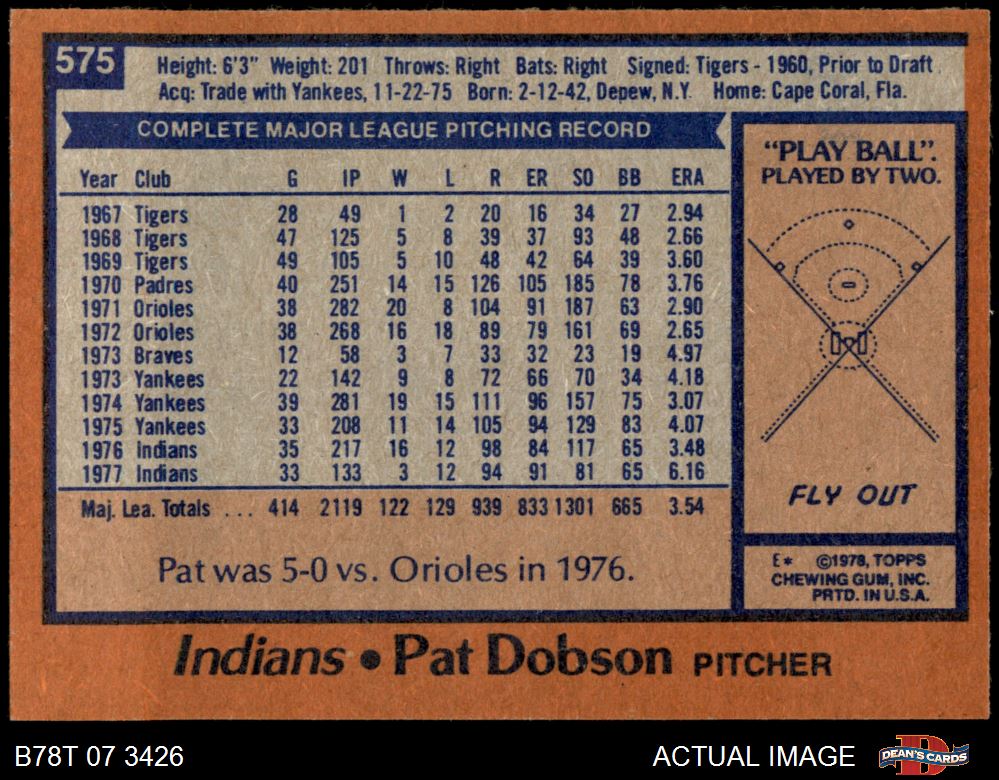 575
Height: 6'3" Weight: 201 Throws: Right Bats: Right Signed: Tigers - 1960, Prior to Draft
Acq: Trade with Yankees, 11-22-75 Born: 2-12-42, Depew, N.Y. Home: Cape Coral, Fla.
COMPLETE MAJOR LEAGUE PITCHING RECORD
Year Club G IP W L R ER SO BB ERA
1967 Tigers 28 49 1 2 20 16 34 27 2.94
1968 Tigers 47 125 5 8 39 37 93 48 2.66
1969 Tigers 49 105 5 10 48 42 64 39 3.60
1970 Padres 40 251 14 15 126 105 185 78 3.76
1971 Orioles 38 282 20 8 104 91 187 63 2.90
1972 Orioles 38 268 16 18 89 79 161 69 2.65
1973 Braves 12 58 3 7 33 32 23 19 4.97
1973 Yankees 22 142 9 8 72 66 70 34 4.18
1974 Yankees 39 281 19 15 111 96 157 75 3.07
1975 Yankees 33 208 11 14 105 94 129 83 4.07
1976 Indians 35 217 16 12 98 84 117 65 3.48
1977 Indians 33 133 3 12 94 91 81 65 6.16
Maj. Lea. Totals ... 414 2119 122 129 939 833 1301 665 3.54
Pat was 5-0 vs. Orioles in 1976.
"PLAY BALL".
PLAYED BY TWO.
FLY OUT
E* ©1978, TOPPS
CHEWING GUM, INC.
PRTD. IN U.S.A.
Indians • Pat Dobson PITCHER
B78T 07 3426
ACTUAL IMAGE
D
DEAN'S CARDS